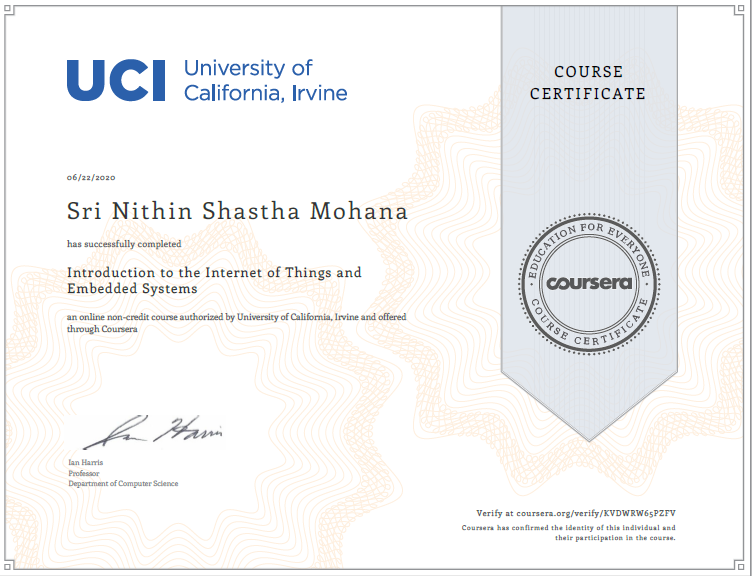 UCI
University of
California, Irvine
COURSE
CERTIFICATE
06/22/2020
Sri Nithin Shastha Mohana
has successfully completed
Introduction to the Internet of Things and
Embedded Systems
an online non-credit course authorized by University of California, Irvine and offered
through Coursera
EDUCATION FOR EVERYONE
coursera
COURSE CERTIFICATE
Ian Harris
Ian Harris
Professor
Department of Computer Science
Verify at coursera.org/verify/KVDWRW65PZFV
Coursera has confirmed the identity of this individual and
their participation in the course.